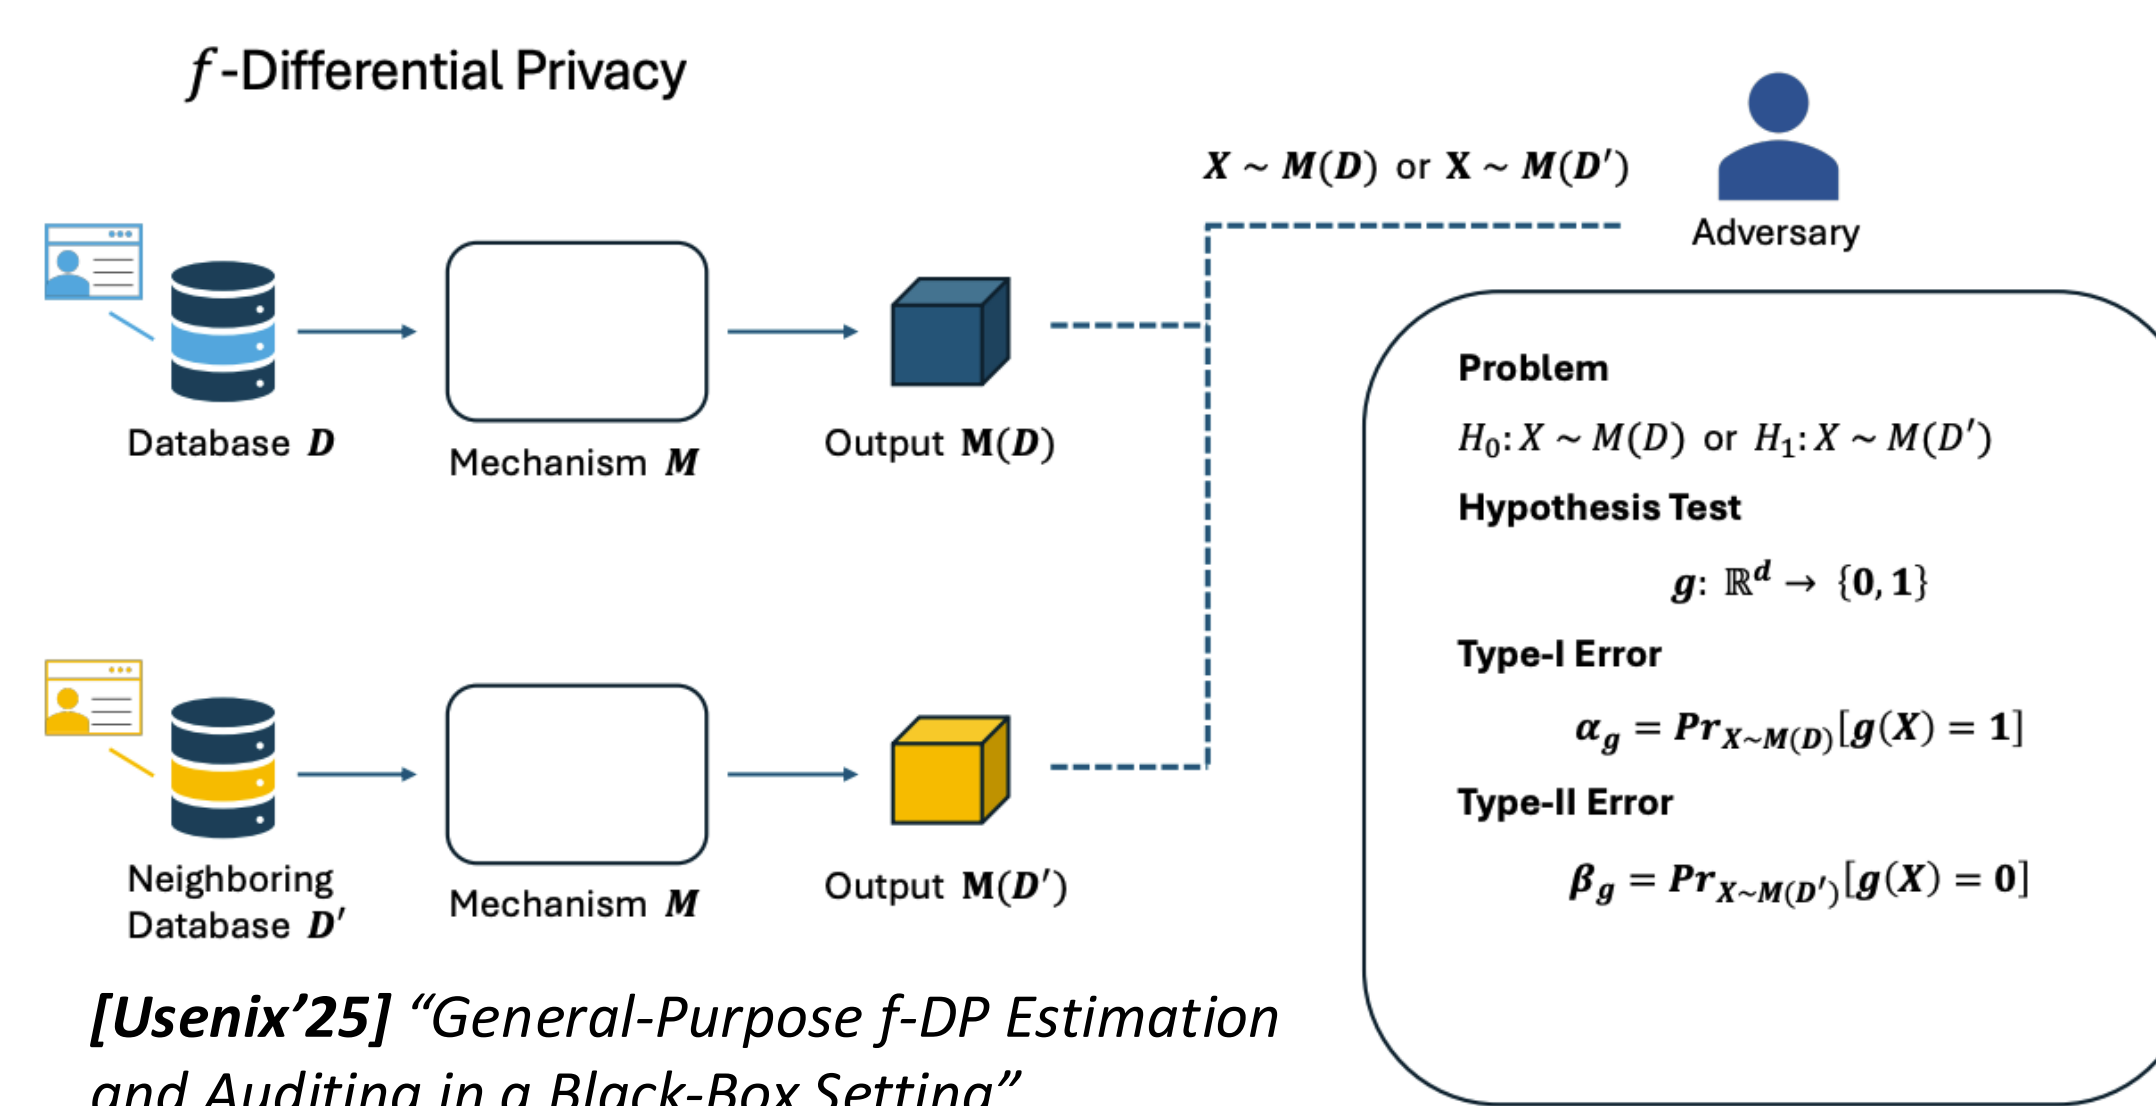 f-Differential Privacy
X ~ M(D) or X ~ M(D′)
Adversary
Database D
Mechanism M
Output M(D)
Neighboring
Database D′
Mechanism M
Output M(D′)
Problem
H₀: X ~ M(D) or H₁: X ~ M(D′)
Hypothesis Test
g: ℝᵈ → {0, 1}
Type-I Error
α_g = Pr_{X~M(D)}[g(X) = 1]
Type-II Error
β_g = Pr_{X~M(D′)}[g(X) = 0]
[Usenix’25] “General-Purpose f-DP Estimation
and Auditing in a Black-Box Setting”